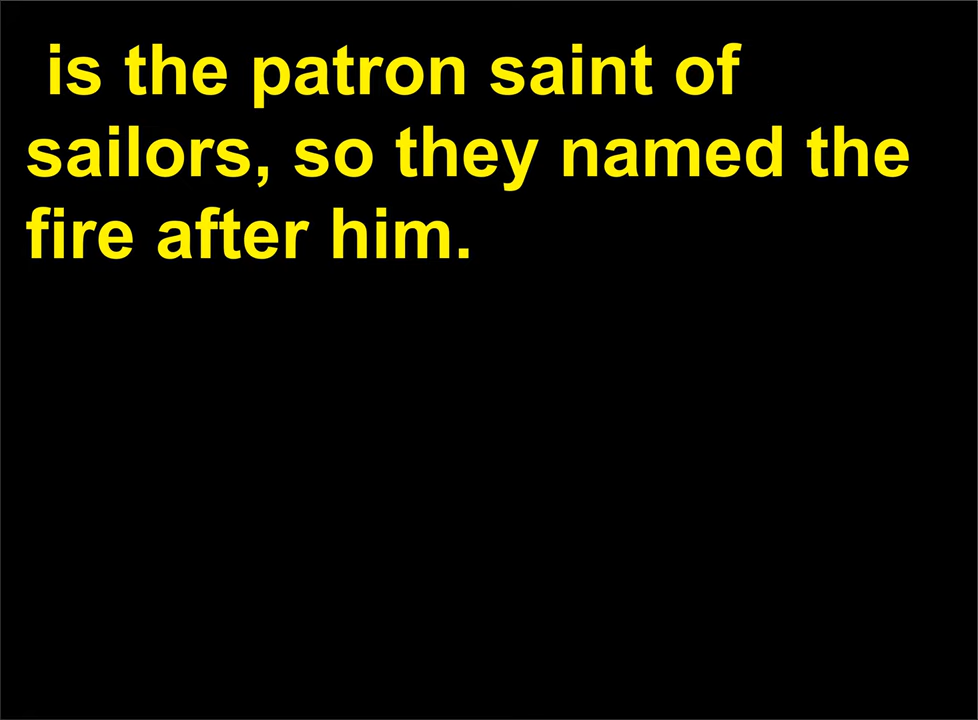 is the patron saint of
sailors, so they named the
fire after him.